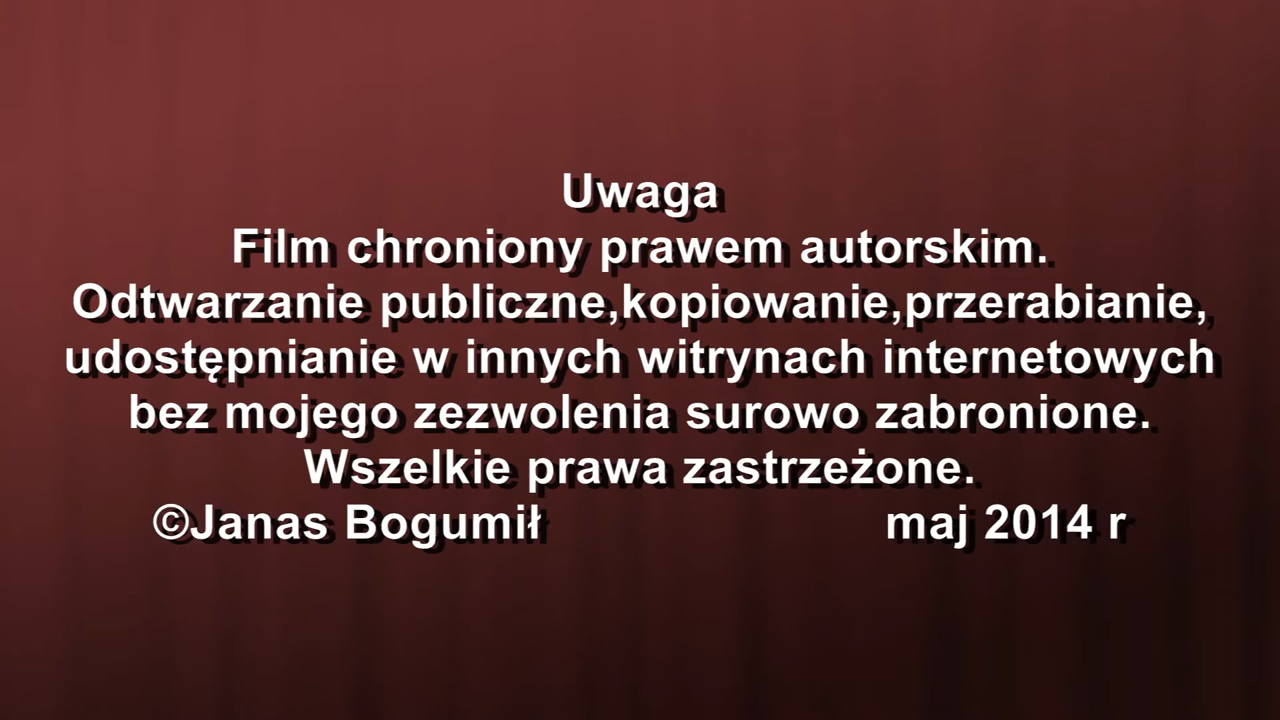 Uwaga
Film chroniony prawem autorskim.
Odtwarzanie publiczne,kopiowanie,przerabianie,
udostępnianie w innych witrynach internetowych
bez mojego zezwolenia surowo zabronione.
Wszelkie prawa zastrzeżone.
©Janas Bogumił maj 2014 r